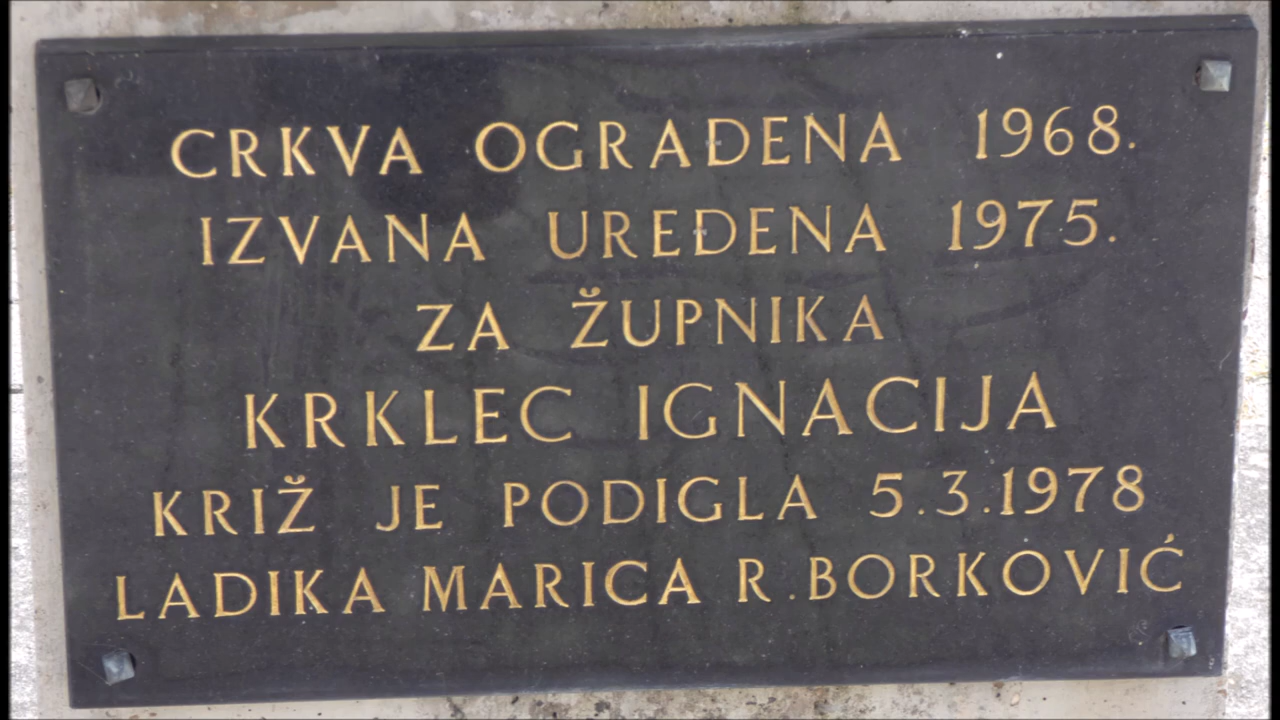 CRKVA OGRAĐENA 1968.
IZVANA UREĐENA 1975.
ZA ŽUPNIKA
KRKLEC IGNACIJA
KRIŽ JE PODIGLA 5.3.1978
LADIKA MARICA R.BORKOVIĆ